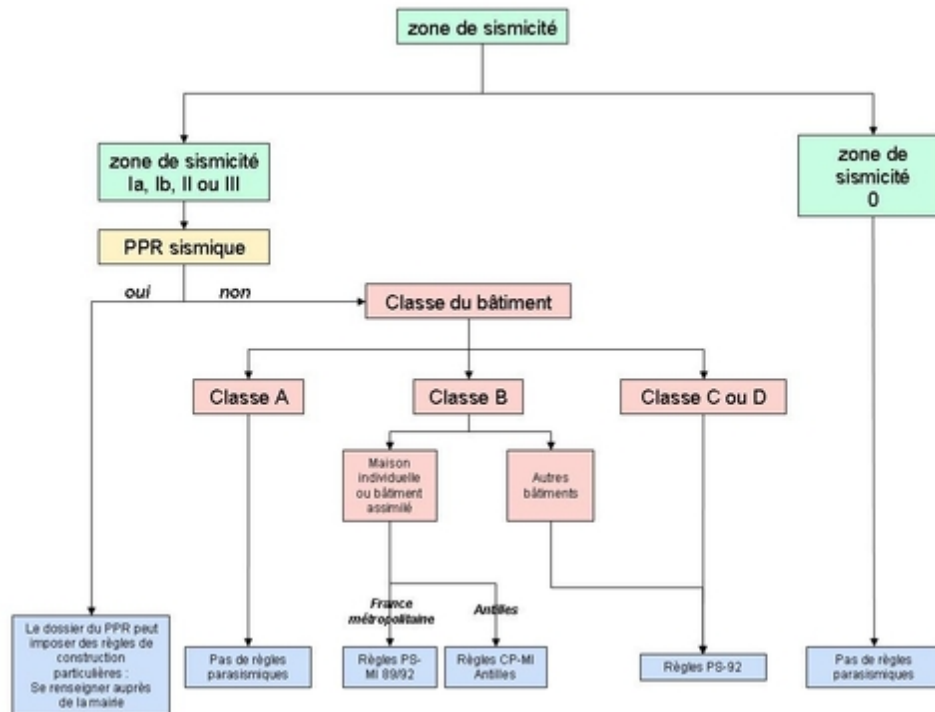 zone de sismicité
zone de sismicité
Ia, Ib, II ou III
zone de
sismicité
0
PPR sismique
oui
non
Classe du bâtiment
Classe A
Classe B
Classe C ou D
Maison
individuelle
ou bâtiment
assimilé
Autres
bâtiments
France
métropolitaine
Antilles
Le dossier du PPR peut
imposer des règles de
construction
particulières :
Se renseigner auprès
de la mairie
Pas de règles
parasismiques
Règles PS-
MI 89/92
Règles CP-MI
Antilles
Règles PS-92
Pas de règles
parasismiques